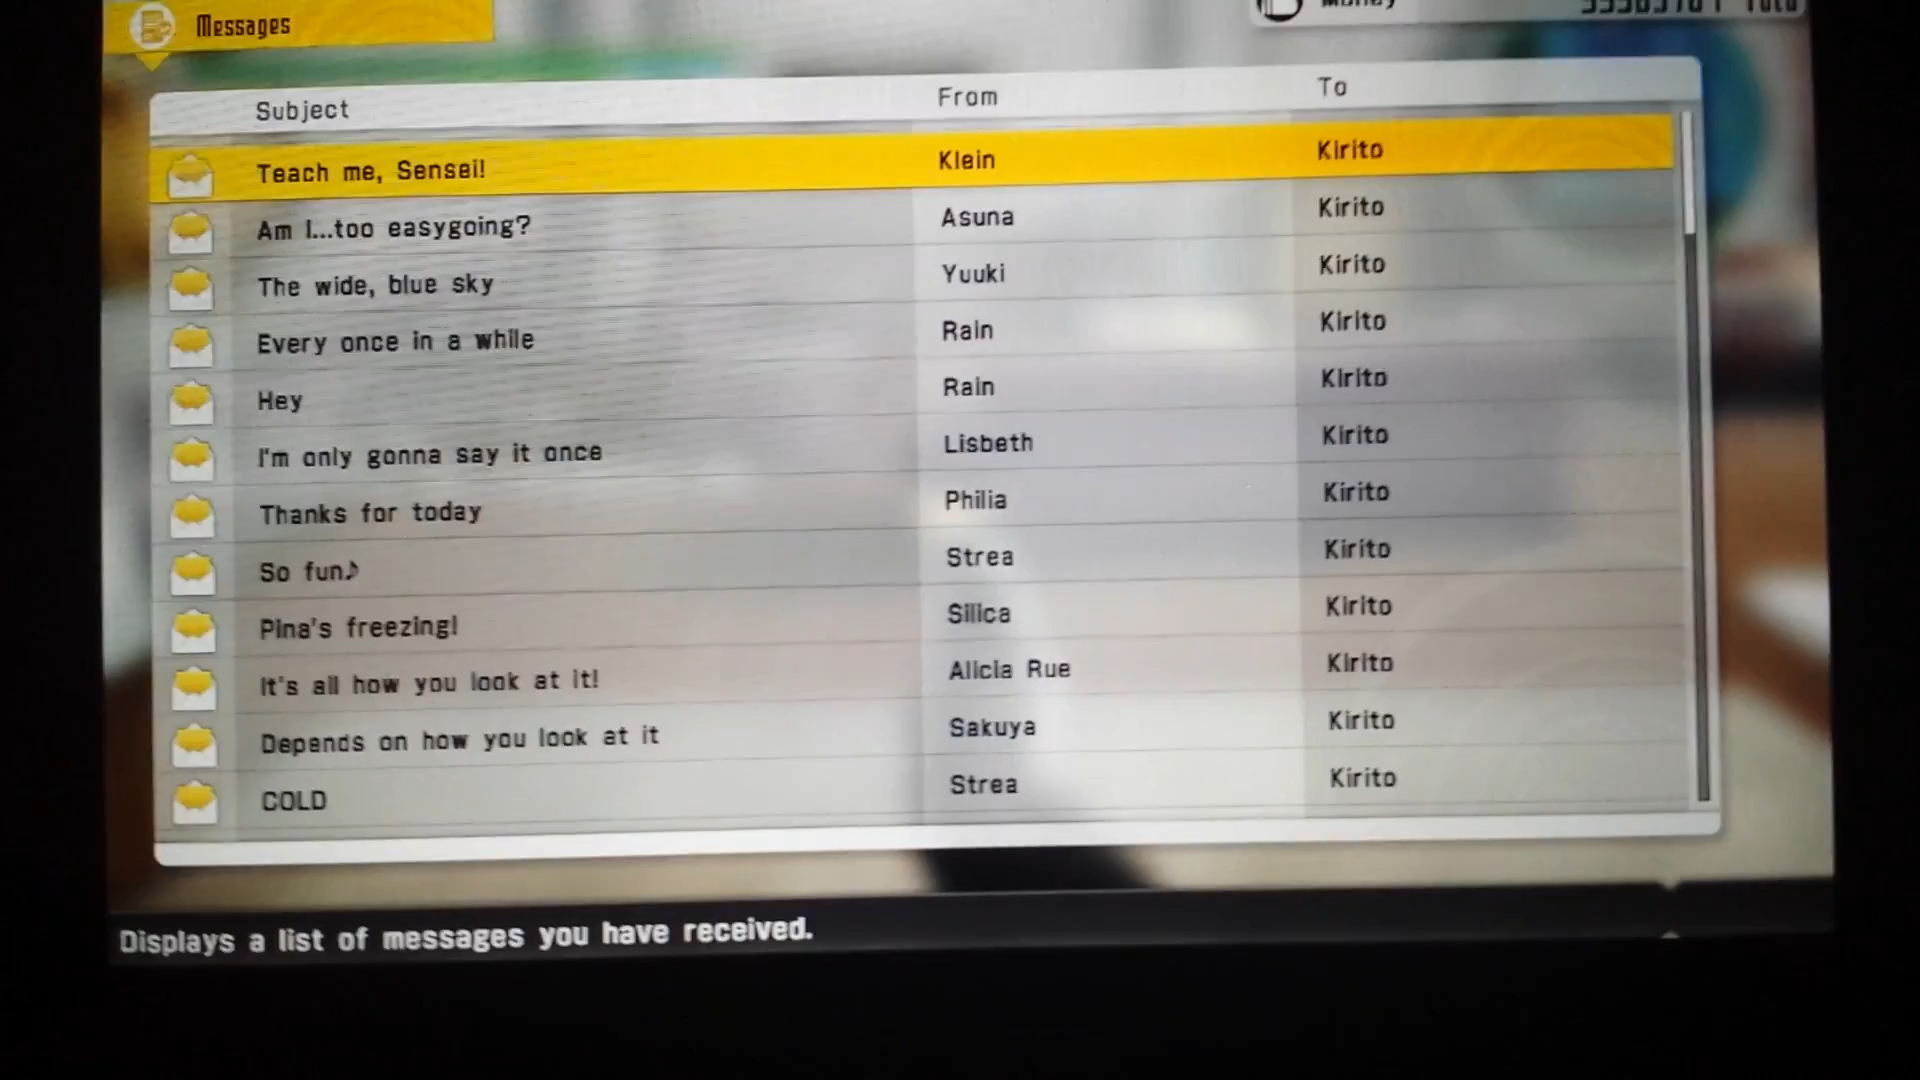 Messages
Money
Subject From To
Teach me, Sensei! Klein Kirito
Am I...too easygoing? Asuna Kirito
The wide, blue sky Yuuki Kirito
Every once in a while Rain Kirito
Hey Rain Kirito
I'm only gonna say it once Lisbeth Kirito
Thanks for today Philia Kirito
So fun♪ Strea Kirito
Pina's freezing! Silica Kirito
It's all how you look at it! Alicia Rue Kirito
Depends on how you look at it Sakuya Kirito
COLD Strea Kirito
Displays a list of messages you have received.